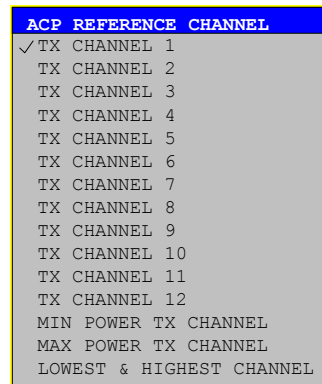 ACP REFERENCE CHANNEL
✓TX CHANNEL 1
TX CHANNEL 2
TX CHANNEL 3
TX CHANNEL 4
TX CHANNEL 5
TX CHANNEL 6
TX CHANNEL 7
TX CHANNEL 8
TX CHANNEL 9
TX CHANNEL 10
TX CHANNEL 11
TX CHANNEL 12
MIN POWER TX CHANNEL
MAX POWER TX CHANNEL
LOWEST & HIGHEST CHANNEL